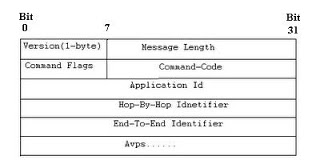 Bit Bit
0 7 31
Version(1-byte) Message Length
Command Flags Command-Code
Application Id
Hop-By-Hop Idnetifier
End-To-End Identifier
Avps......